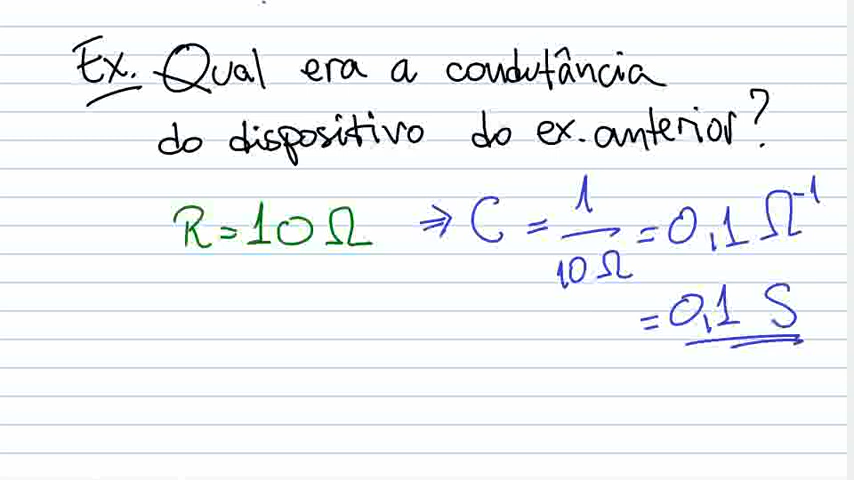 Ex. Qual era a condutância
do dispositivo do ex. anterior?
R = 10 Ω ⇒ C = 1/10 Ω = 0,1 Ω⁻¹
= 0,1 S